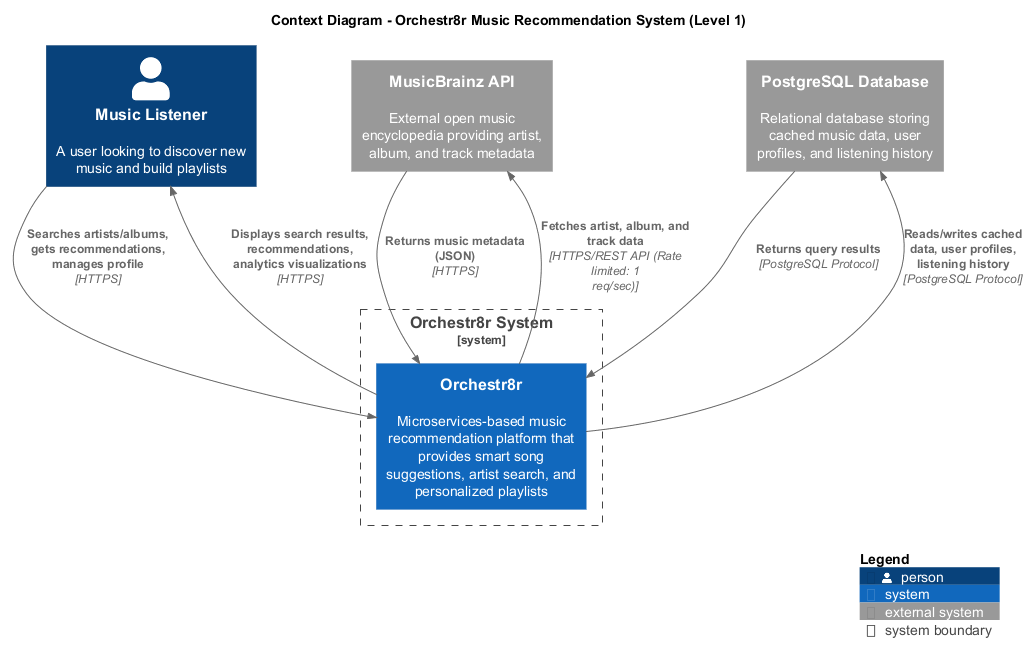 Context Diagram - Orchestr8r Music Recommendation System (Level 1)
Music Listener
A user looking to discover new
music and build playlists
MusicBrainz API
External open music
encyclopedia providing artist,
album, and track metadata
PostgreSQL Database
Relational database storing
cached music data, user
profiles, and listening history
Searches artists/albums,
gets recommendations,
manages profile
[HTTPS]
Displays search results,
recommendations,
analytics visualizations
[HTTPS]
Returns music metadata
(JSON)
[HTTPS]
Fetches artist, album, and
track data
[HTTPS/REST API (Rate
limited: 1
req/sec)]
Returns query results
[PostgreSQL Protocol]
Reads/writes cached
data, user profiles,
listening history
[PostgreSQL Protocol]
Orchestr8r System
[system]
Orchestr8r
Microservices-based music
recommendation platform that
provides smart song
suggestions, artist search, and
personalized playlists
Legend
person
system
external system
system boundary